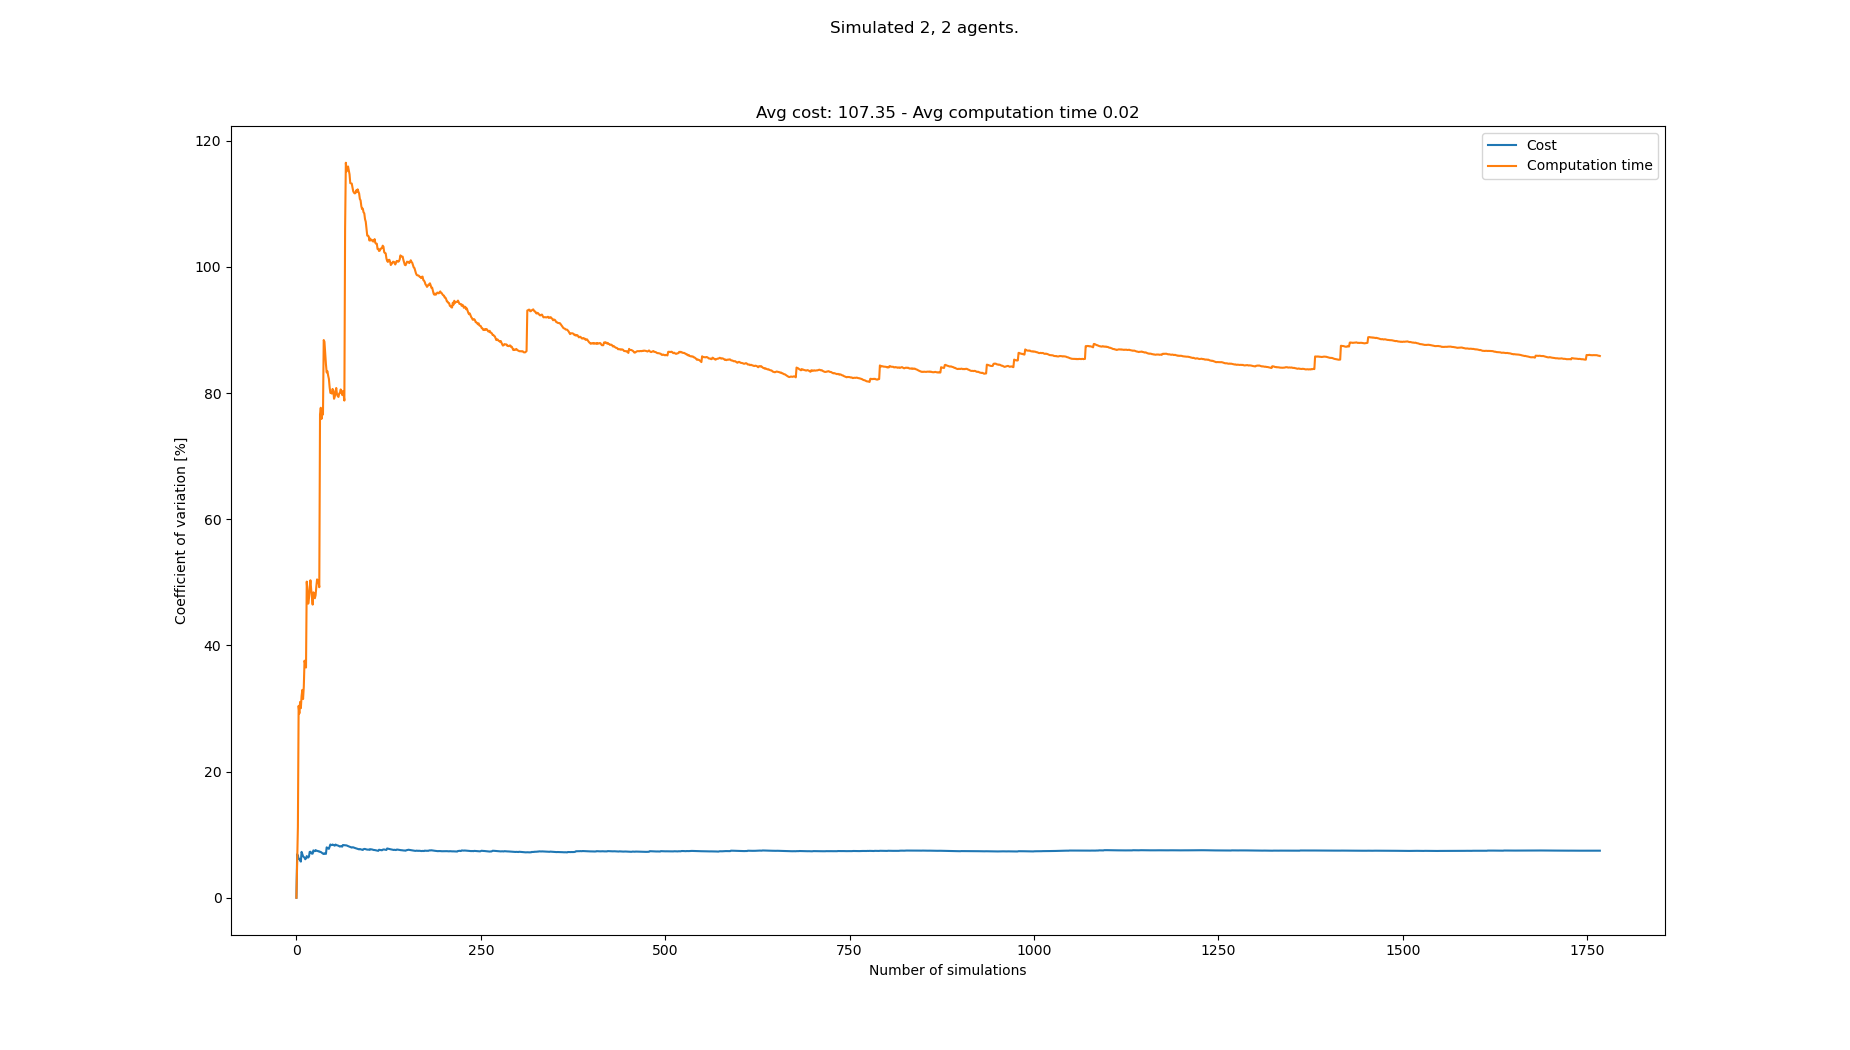 Simulated 2, 2 agents.
Avg cost: 107.35 - Avg computation time 0.02
Cost
Computation time
Coefficient of variation [%]
120
100
80
60
40
20
0
0 250 500 750 1000 1250 1500 1750
Number of simulations